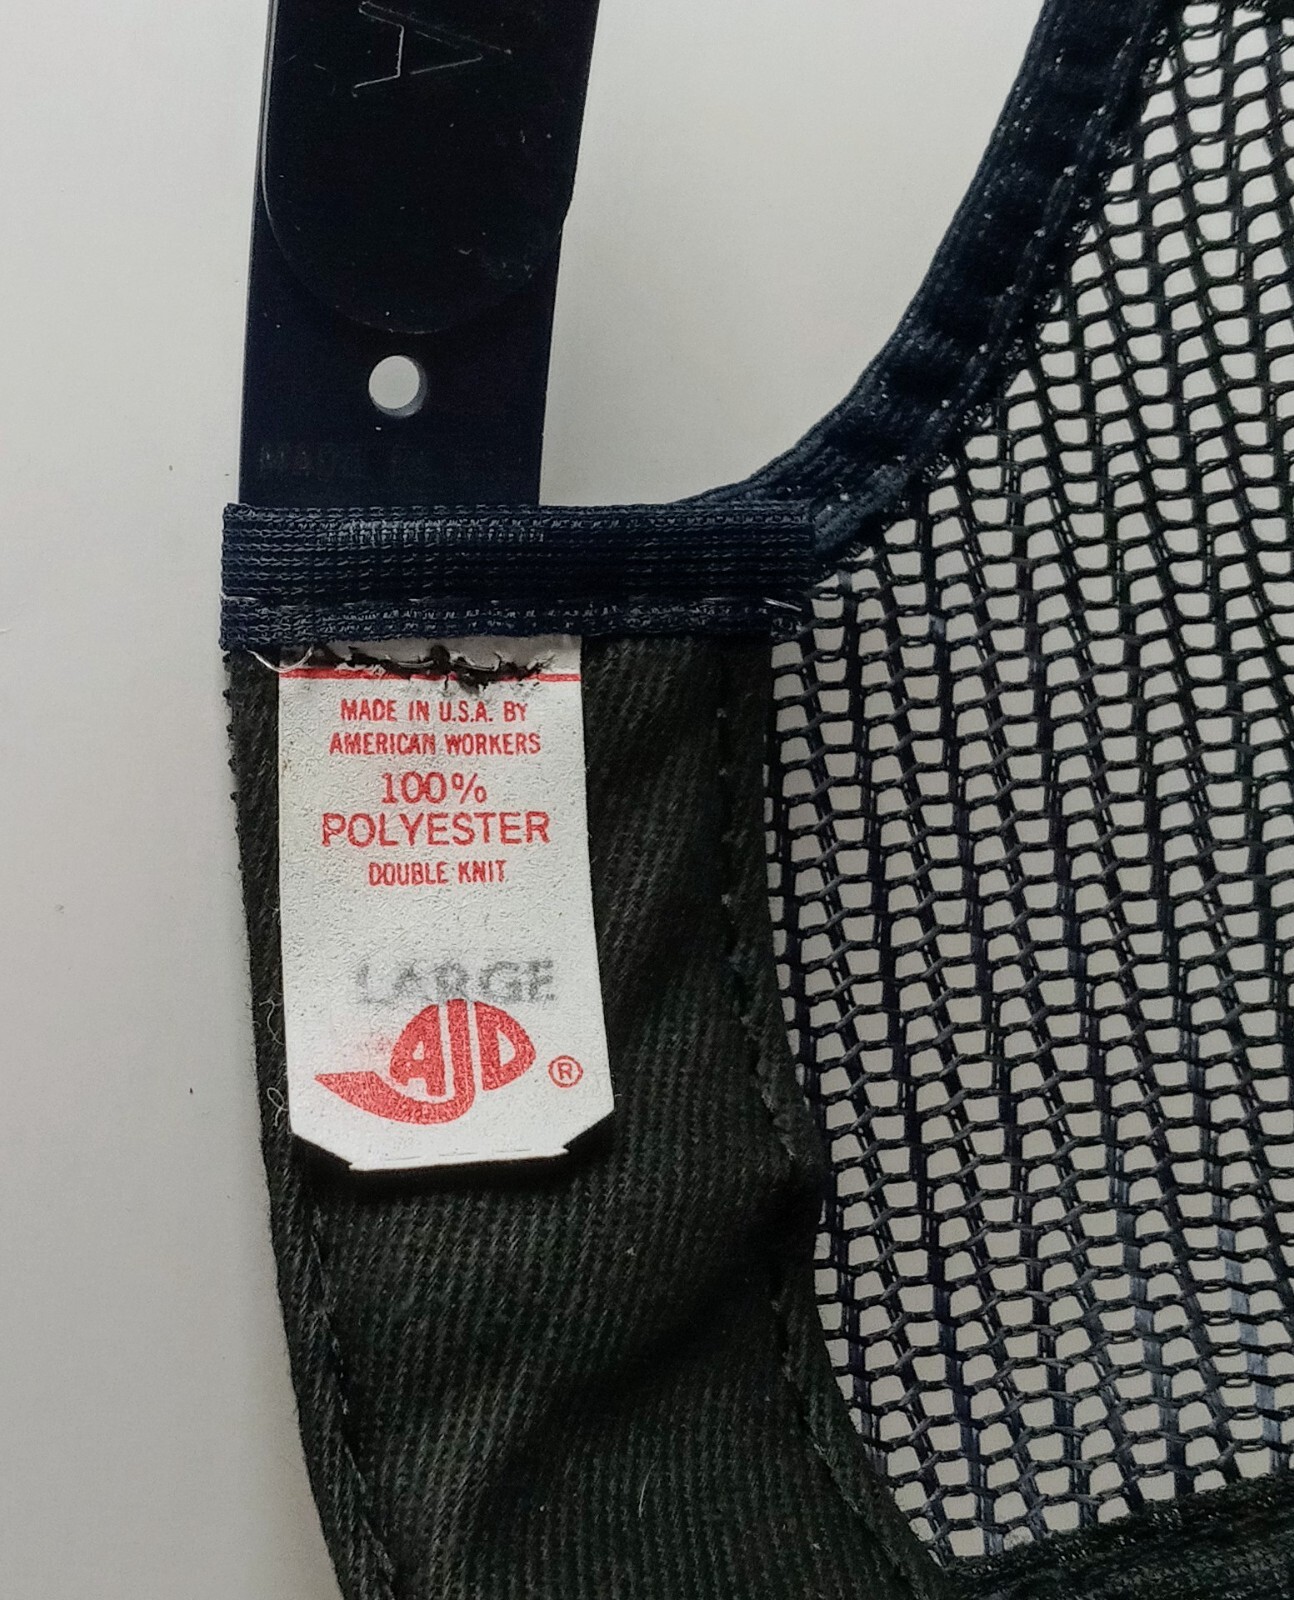 A
MADE IN U.S.A. BY
AMERICAN WORKERS
100%
POLYESTER
DOUBLE KNIT
LARGE
AJD ®